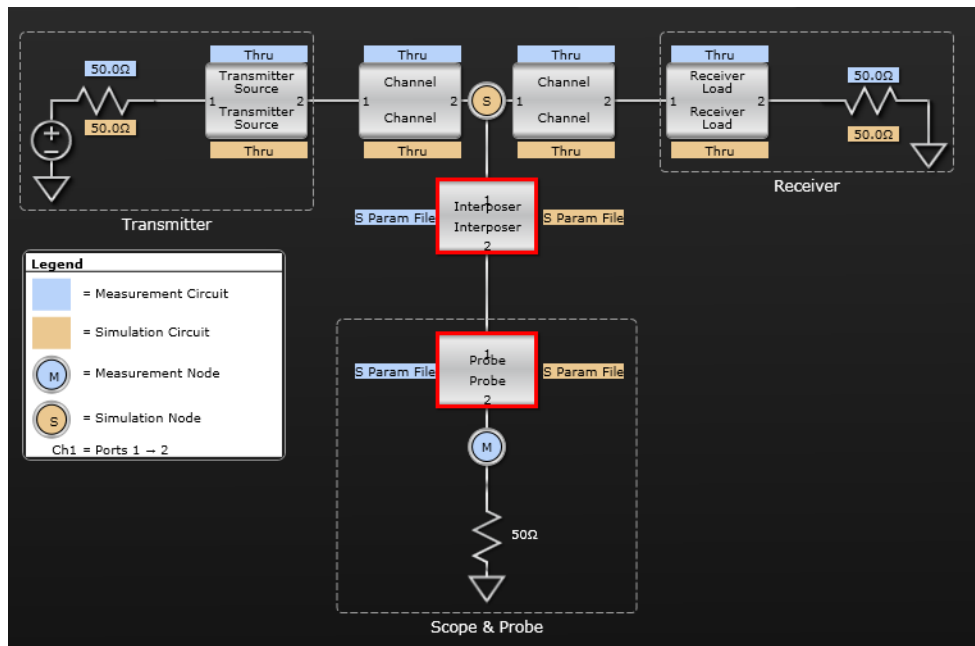 Thru
Thru
Thru
Thru
50.0Ω
50.0Ω
Transmitter
Source
Transmitter
Source
1
2
50.0Ω
50.0Ω
Channel
Channel
1
2
S
Channel
Channel
1
2
Receiver
Load
Receiver
Load
1
2
Thru
Thru
Thru
Thru
Transmitter
Receiver
S Param File
1
Interposer
Interposer
2
S Param File
Legend
= Measurement Circuit
= Simulation Circuit
M
= Measurement Node
S
= Simulation Node
Ch1 = Ports 1 → 2
S Param File
1
Probe
Probe
2
S Param File
M
50Ω
Scope & Probe